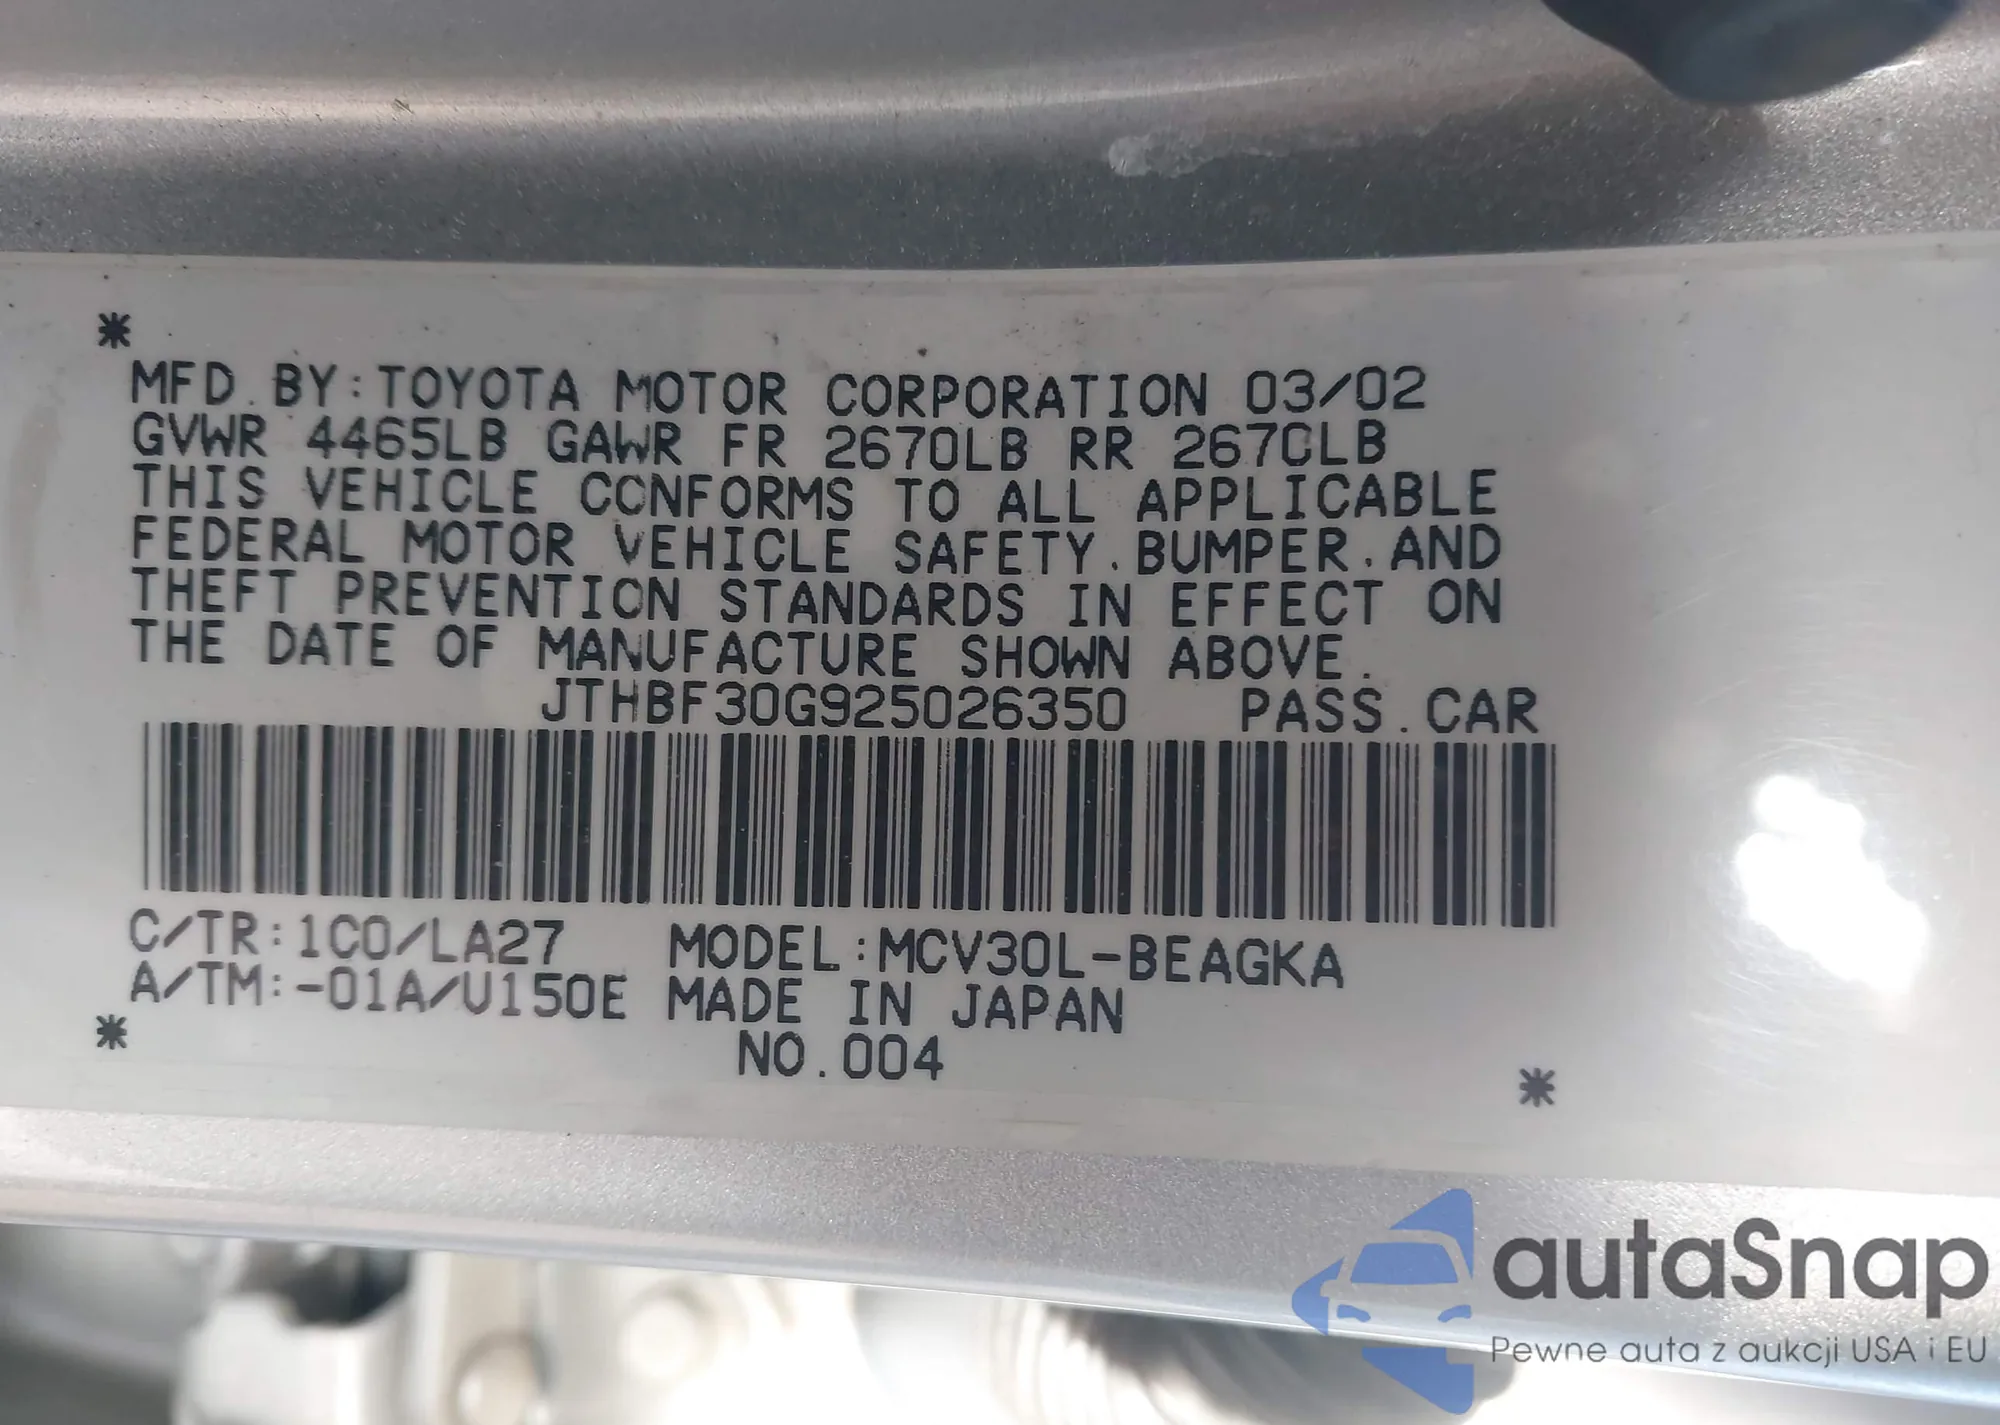 *
MFD.BY:TOYOTA MOTOR CORPORATION 03/02
GVWR 4465LB GAWR FR 2670LB RR 2670LB
THIS VEHICLE CONFORMS TO ALL APPLICABLE
FEDERAL MOTOR VEHICLE SAFETY.BUMPER.AND
THEFT PREVENTION STANDARDS IN EFFECT ON
THE DATE OF MANUFACTURE SHOWN ABOVE.
JTHBF30G925026350 PASS.CAR
C/TR:1C0/LA27 MODEL:MCV30L-BEAGKA
A/TM:-01A/U150E MADE IN JAPAN
* NO.004 *
autaSnap
Pewne auta z aukcji USA i EU